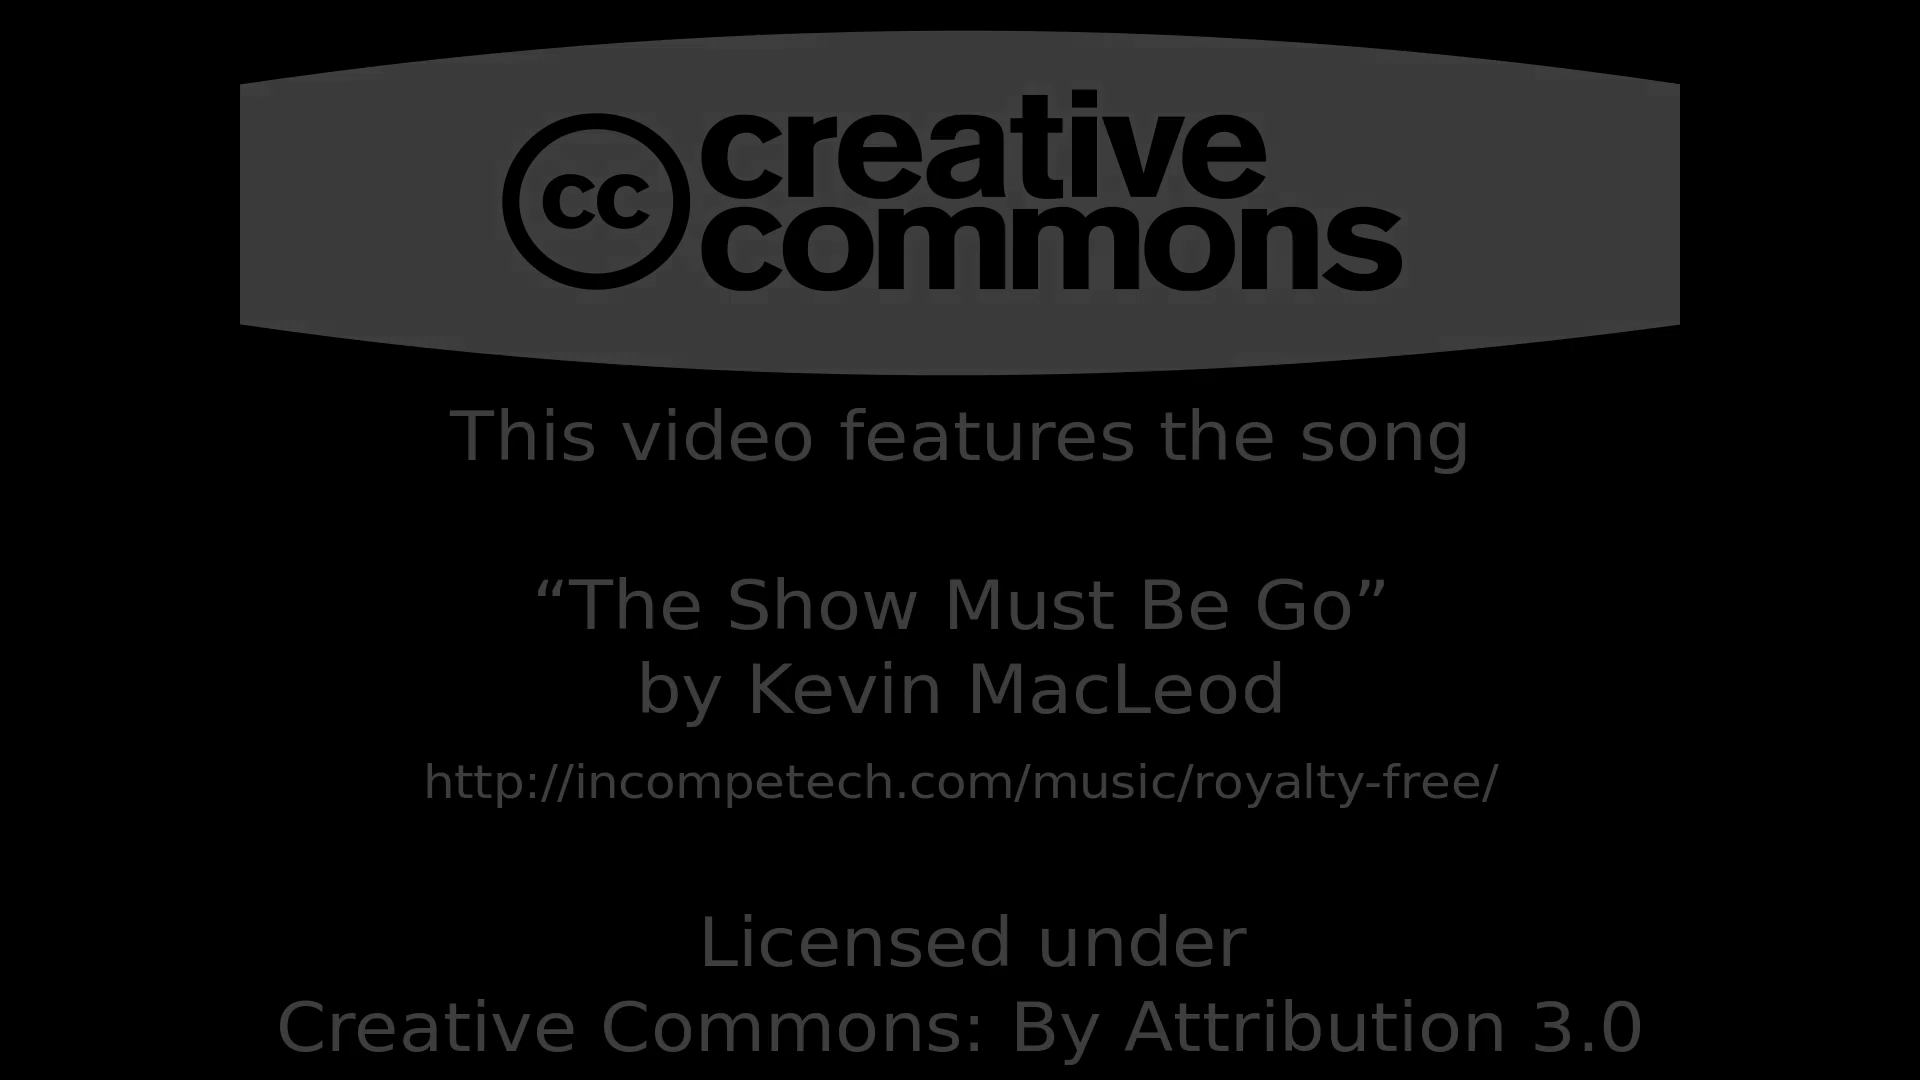 cc creative
commons
This video features the song
“The Show Must Be Go”
by Kevin MacLeod
http://incompetech.com/music/royalty-free/
Licensed under
Creative Commons: By Attribution 3.0